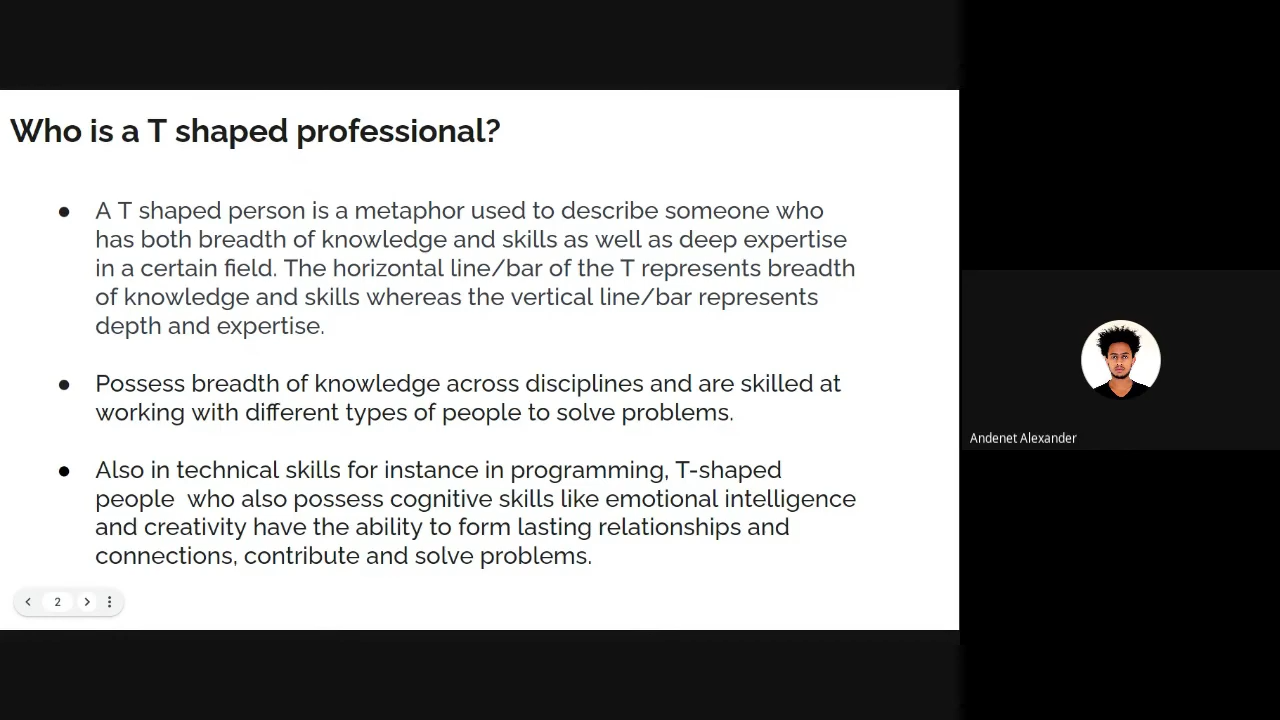 Who is a T shaped professional?
● A T shaped person is a metaphor used to describe someone who
has both breadth of knowledge and skills as well as deep expertise
in a certain field. The horizontal line/bar of the T represents breadth
of knowledge and skills whereas the vertical line/bar represents
depth and expertise.
● Possess breadth of knowledge across disciplines and are skilled at
working with different types of people to solve problems.
● Also in technical skills for instance in programming, T-shaped
people  who also possess cognitive skills like emotional intelligence
and creativity have the ability to form lasting relationships and
connections, contribute and solve problems.
2
Andenet Alexander